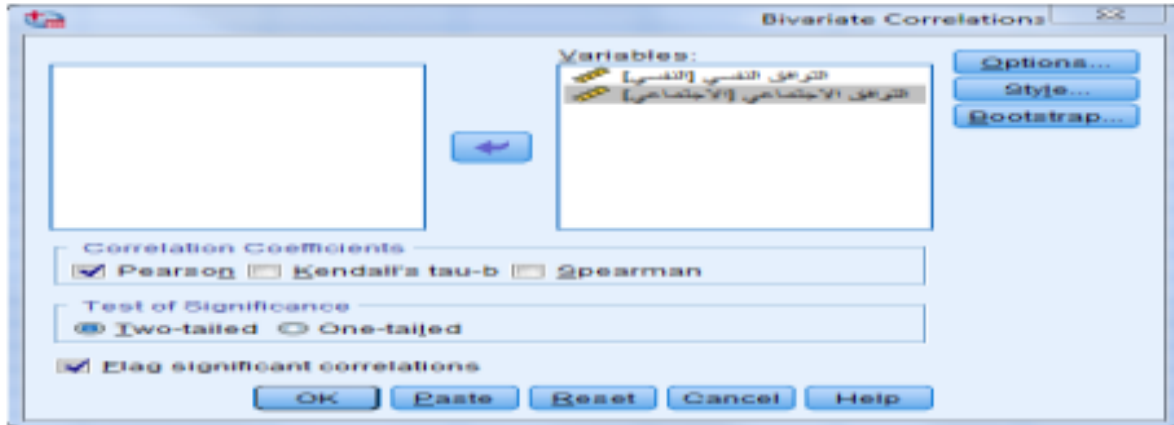 Bivariate Correlations
Variables:
التوافق النفسي [النفسي]
التوافق الاجتماعي [الاجتماعي]
Options...
Style...
Bootstrap...
Correlation Coefficients
Pearson Kendall's tau-b Spearman
Test of Significance
Two-tailed One-tailed
Flag significant correlations
OK Paste Reset Cancel Help